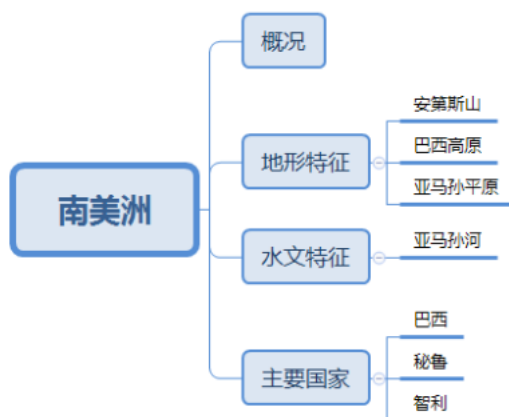 南美洲
概况
地形特征
安第斯山
巴西高原
亚马孙平原
水文特征
亚马孙河
主要国家
巴西
秘鲁
智利